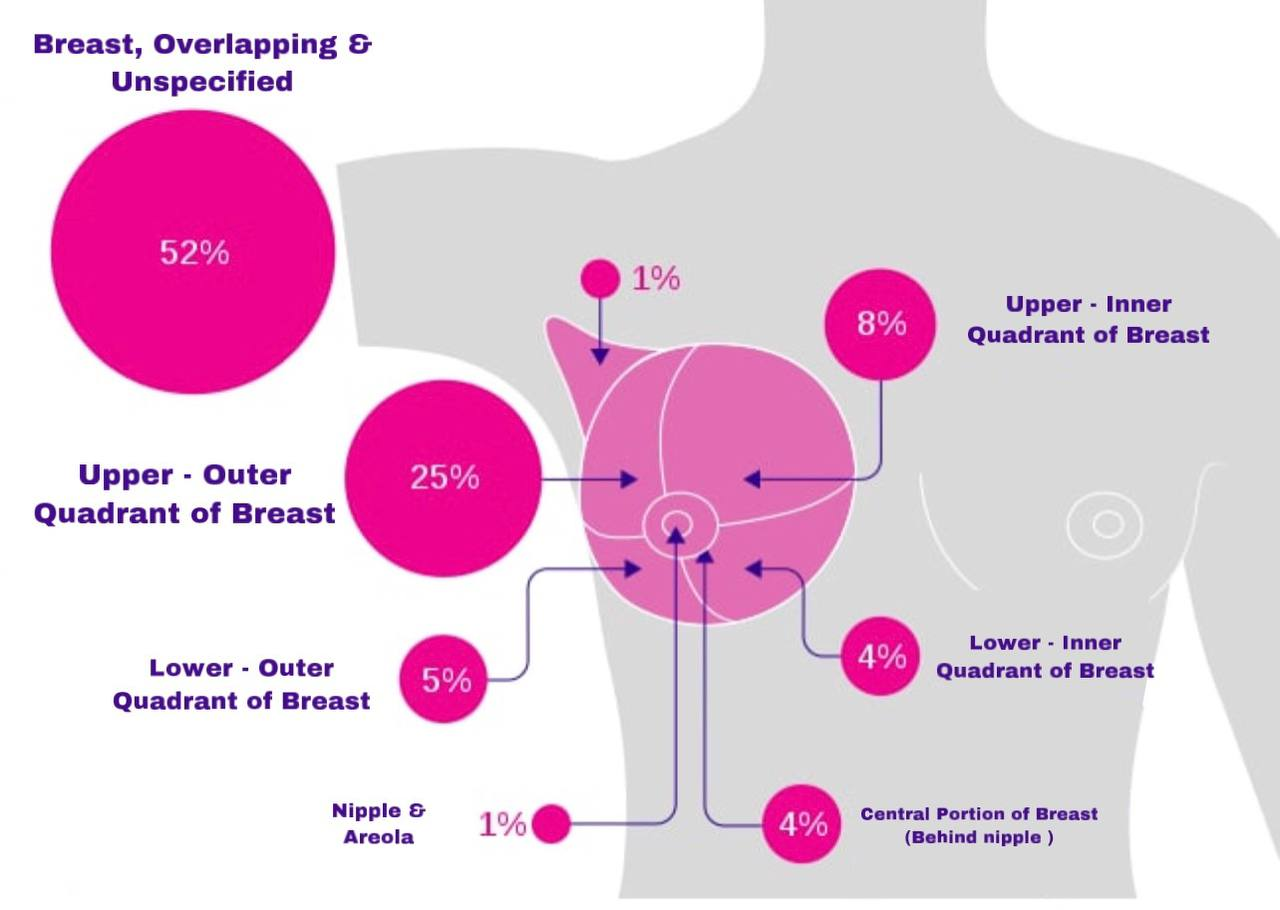 Breast, Overlapping &
Unspecified
52%
1%
8%
Upper - Inner
Quadrant of Breast
Upper - Outer
Quadrant of Breast
25%
Lower - Outer
Quadrant of Breast
5%
4%
Lower - Inner
Quadrant of Breast
Nipple &
Areola
1%
4%
Central Portion of Breast
(Behind nipple )